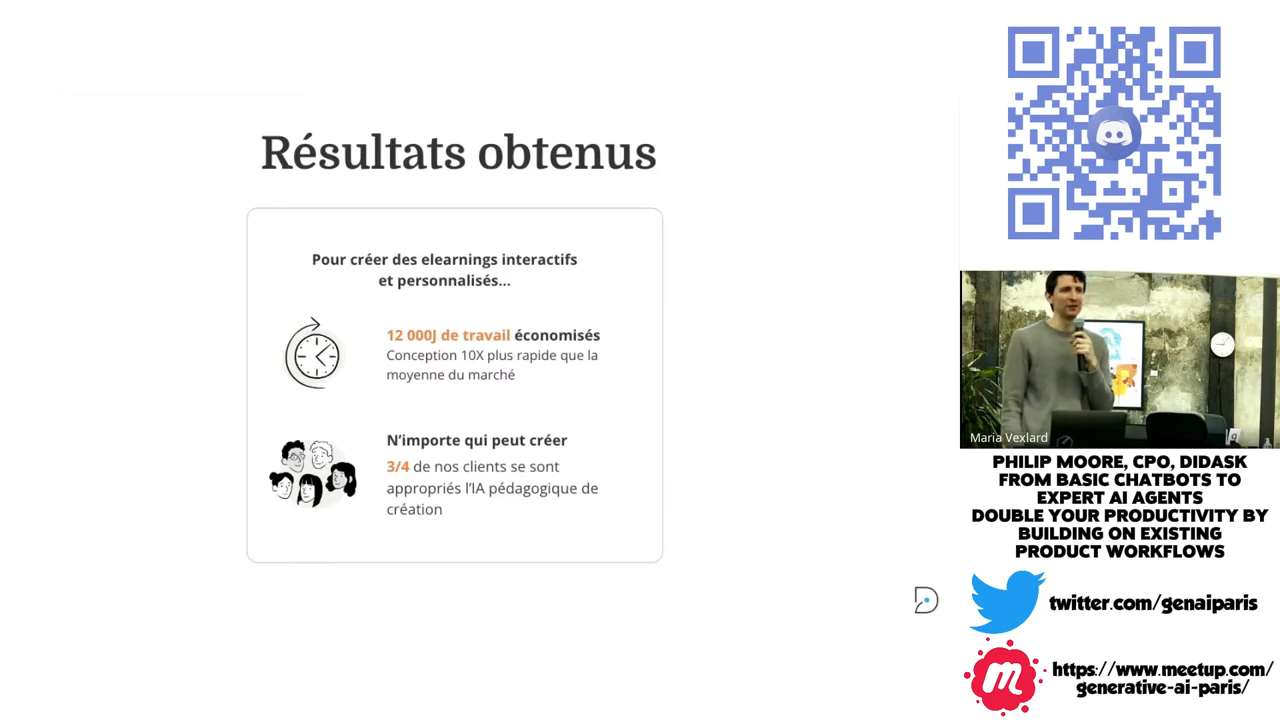 Résultats obtenus
Pour créer des elearnings interactifs
et personnalisés...
12 000J de travail économisés
Conception 10X plus rapide que la
moyenne du marché
N’importe qui peut créer
3/4 de nos clients se sont
appropriés l’IA pédagogique de
création
Maria Vexlard
PHILIP MOORE, CPO, DIDASK
FROM BASIC CHATBOTS TO
EXPERT AI AGENTS
DOUBLE YOUR PRODUCTIVITY BY
BUILDING ON EXISTING
PRODUCT WORKFLOWS
twitter.com/genaiparis
https://www.meetup.com/
generative-ai-paris/